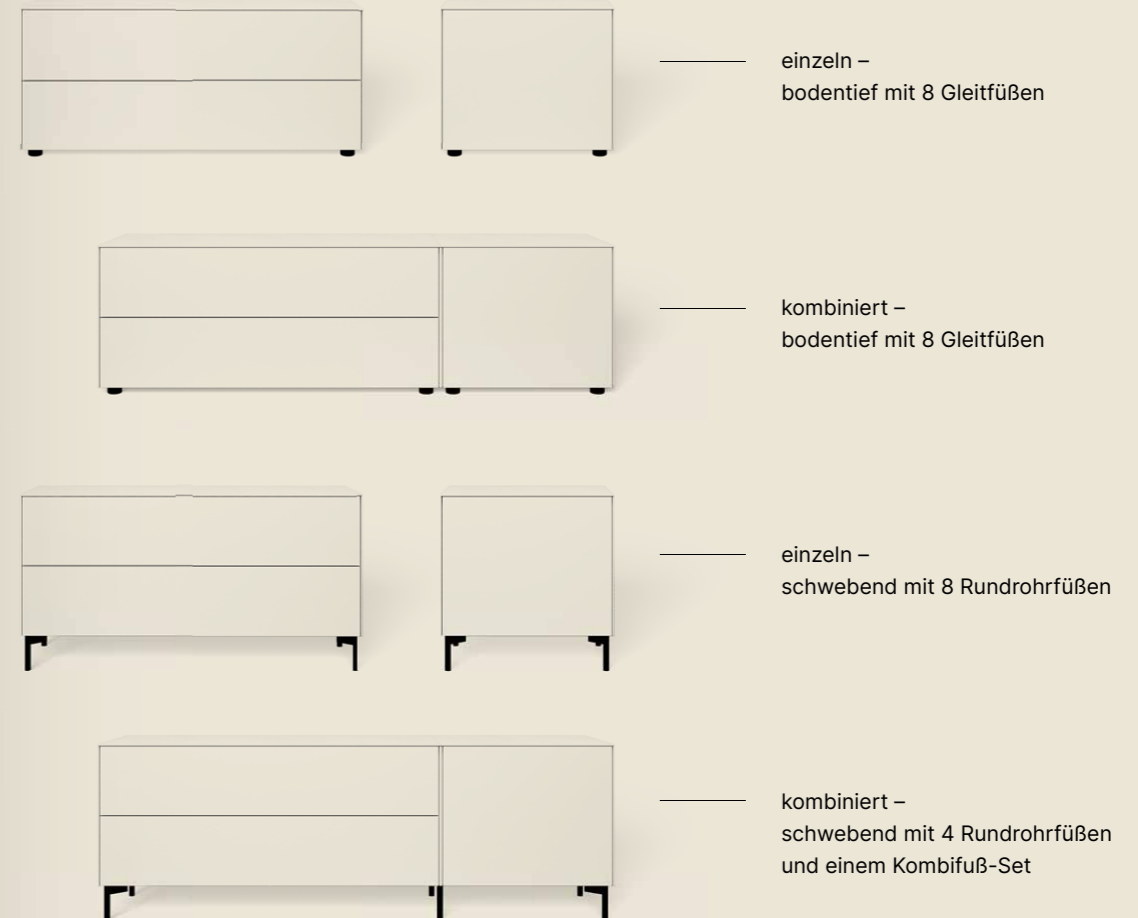 einzeln –
bodentief mit 8 Gleitfüßen
kombiniert –
bodentief mit 8 Gleitfüßen
einzeln –
schwebend mit 8 Rundrohrfüßen
kombiniert –
schwebend mit 4 Rundrohrfüßen
und einem Kombifuß-Set